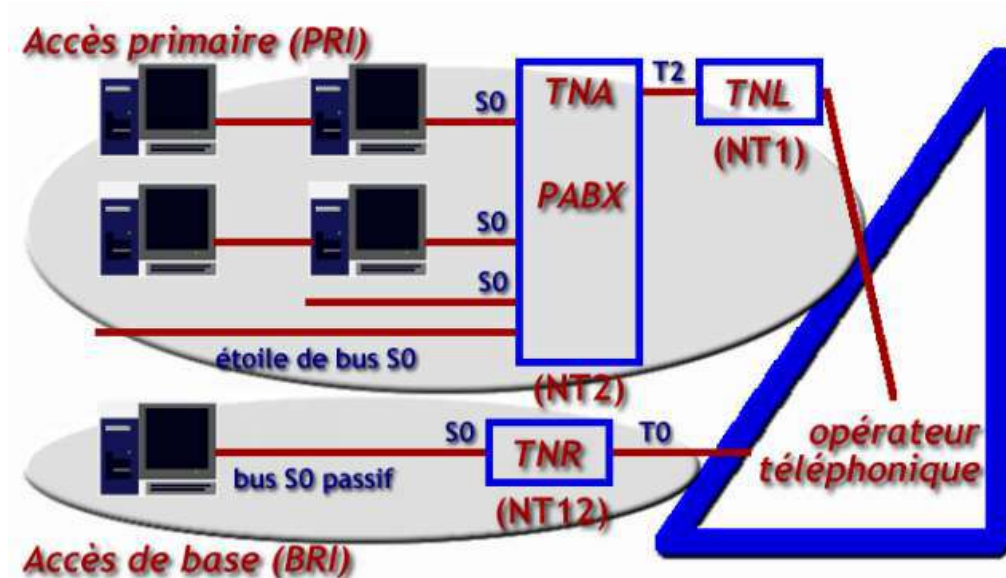 Accès primaire (PRI)
S0
TNA
T2
TNL
(NT1)
PABX
S0
S0
étoile de bus S0
(NT2)
S0
TNR
T0
opérateur
téléphonique
bus S0 passif
(NT12)
Accès de base (BRI)